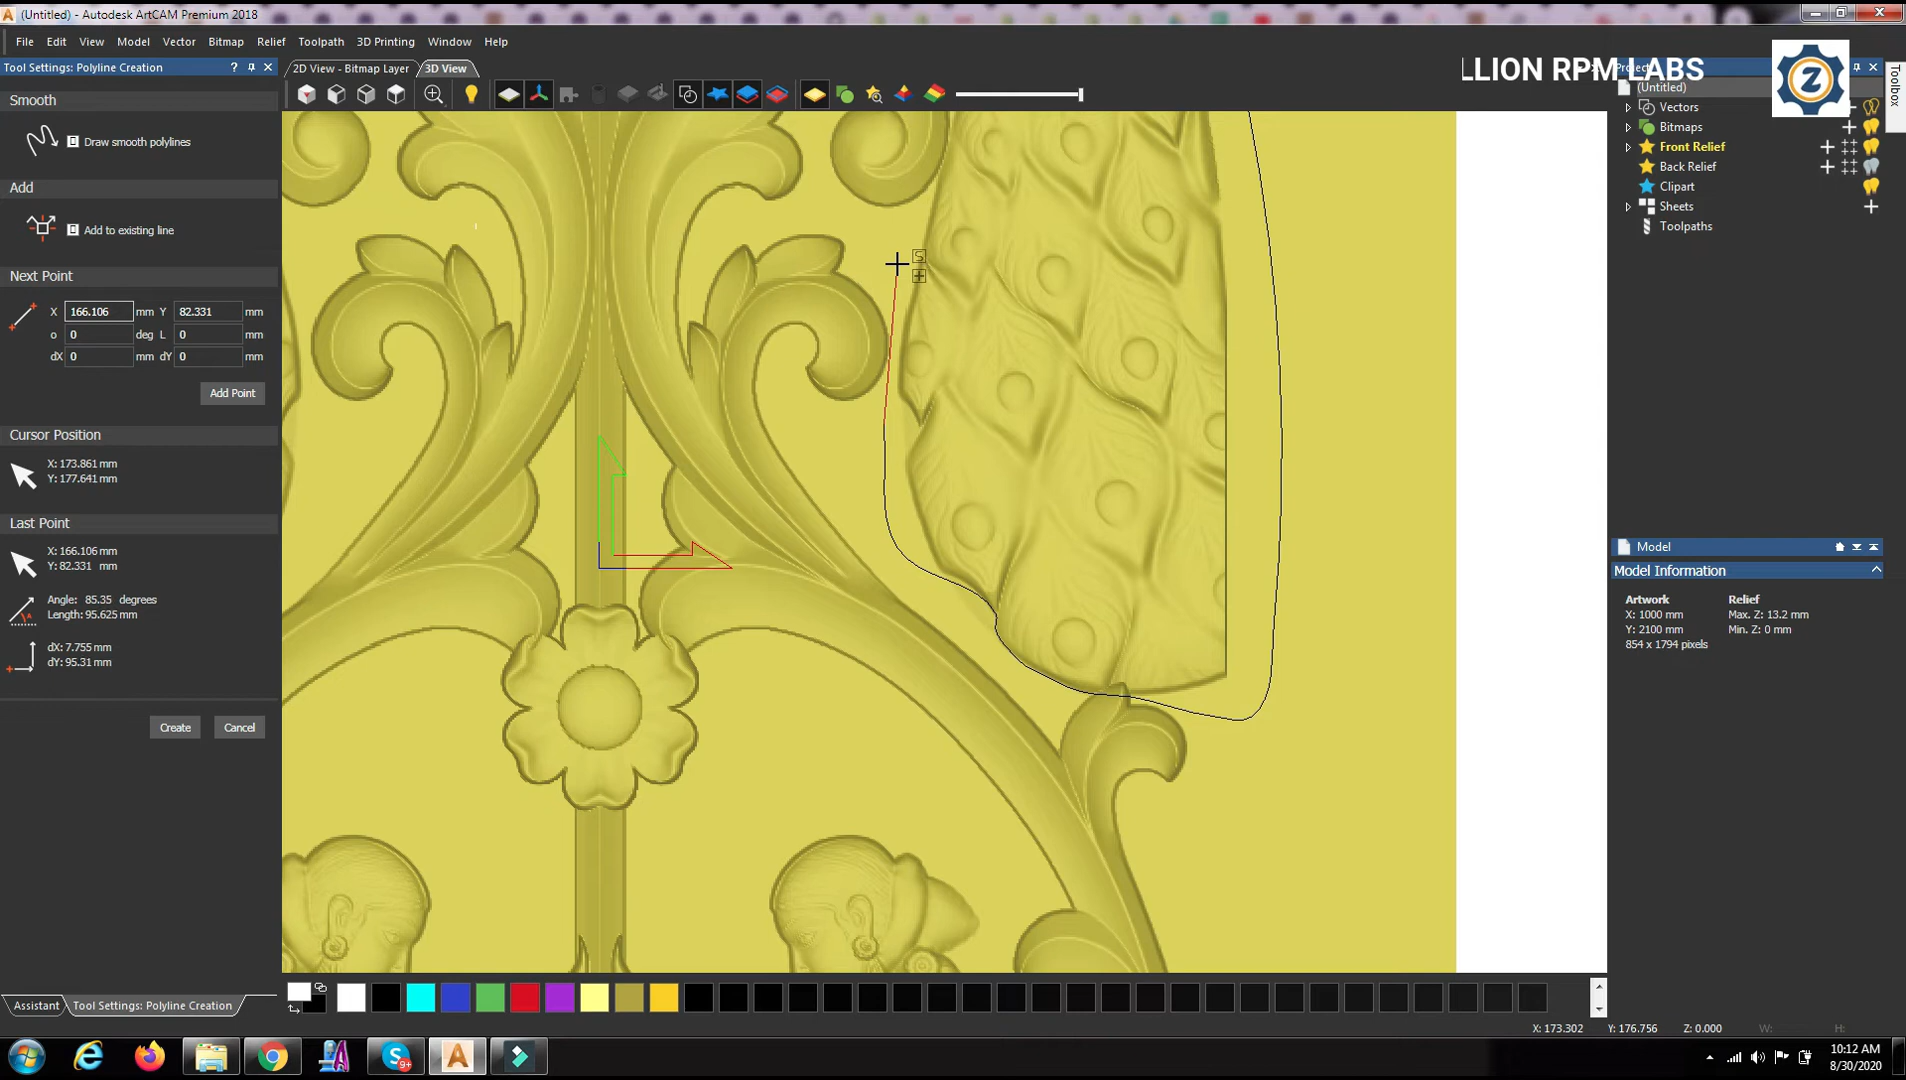 (Untitled) - Autodesk ArtCAM Premium 2018
File Edit View Model Vector Bitmap Relief Toolpath 3D Printing Window Help
Tool Settings: Polyline Creation ?
2D View - Bitmap Layer 3D View
LLION RPM LABS
Z
Toolbox
Smooth
Draw smooth polylines
Add
Add to existing line
Next Point
X 166.106 mm Y 82.331 mm
o 0 deg L 0 mm
dX 0 mm dY 0 mm
Add Point
Cursor Position
X: 173.861 mm
Y: 177.641 mm
Last Point
X: 166.106 mm
Y: 82.331 mm
Angle: 85.35 degrees
Length: 95.625 mm
dX: 7.755 mm
dY: 95.31 mm
Create Cancel
S
(Untitled)
Vectors
Bitmaps
Front Relief
Back Relief
Clipart
Sheets
Toolpaths
Model
Model Information
Artwork Relief
X: 1000 mm Max. Z: 13.2 mm
Y: 2100 mm Min. Z: 0 mm
854 x 1794 pixels
Assistant Tool Settings: Polyline Creation
X: 173.302 Y: 176.756 Z: 0.000 W: H:
9+
10:12 AM
8/30/2020